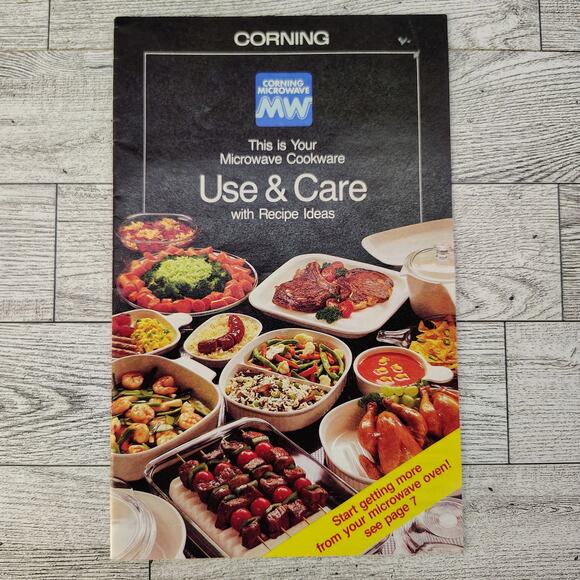 CORNING
CORNING
MICROWAVE
MW
This is Your
Microwave Cookware
Use & Care
with Recipe Ideas
Start getting more
from your microwave oven!
see page 7